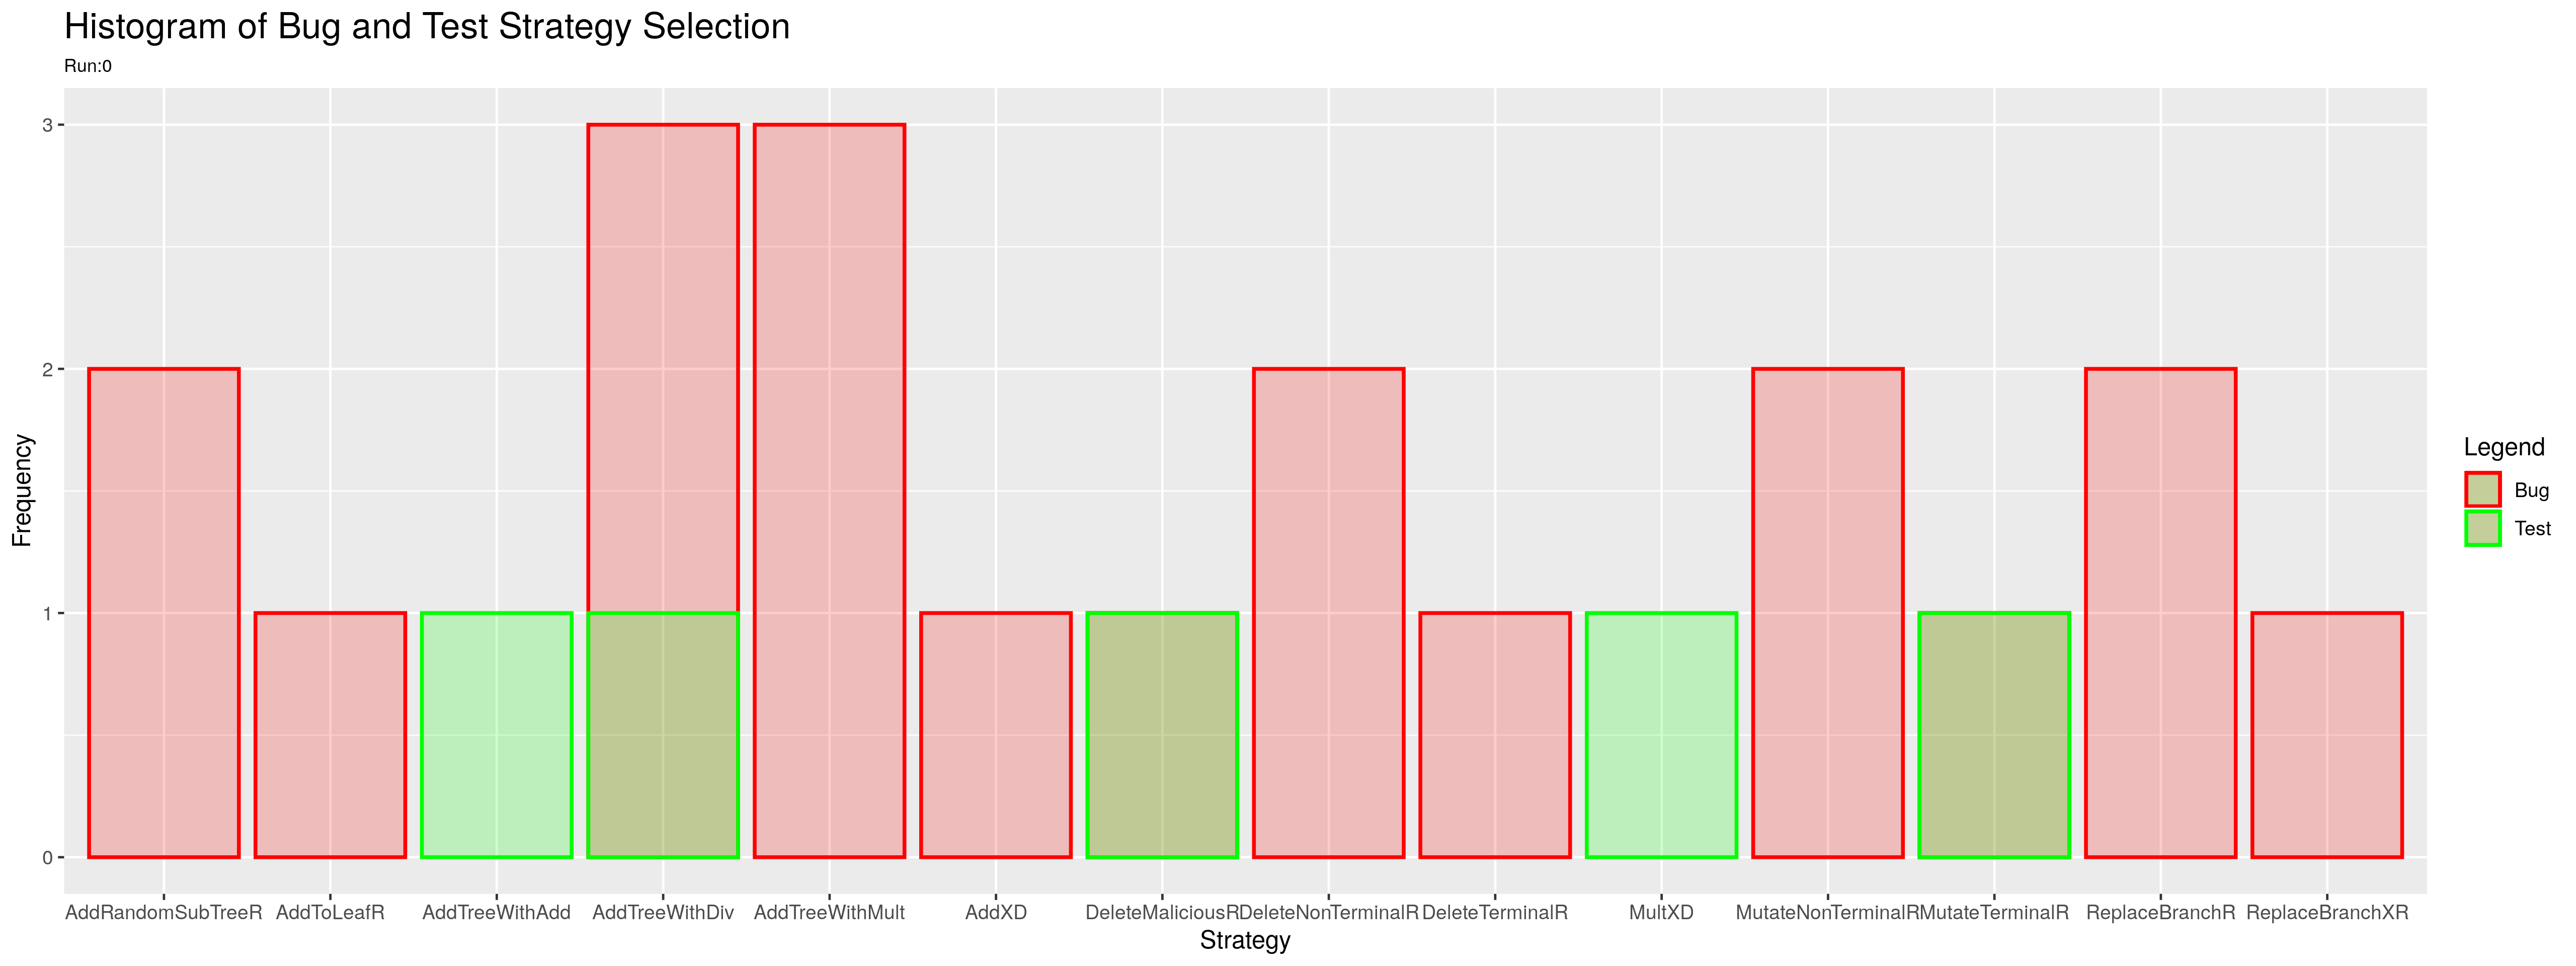 Histogram of Bug and Test Strategy Selection
Run:0
Frequency
3
2
1
0
AddRandomSubTreeR AddToLeafR AddTreeWithAdd AddTreeWithDiv AddTreeWithMult AddXD DeleteMaliciousR DeleteNonTerminalR DeleteTerminalR MultXD MutateNonTerminalR MutateTerminalR ReplaceBranchR ReplaceBranchXR
Strategy
Legend
Bug
Test